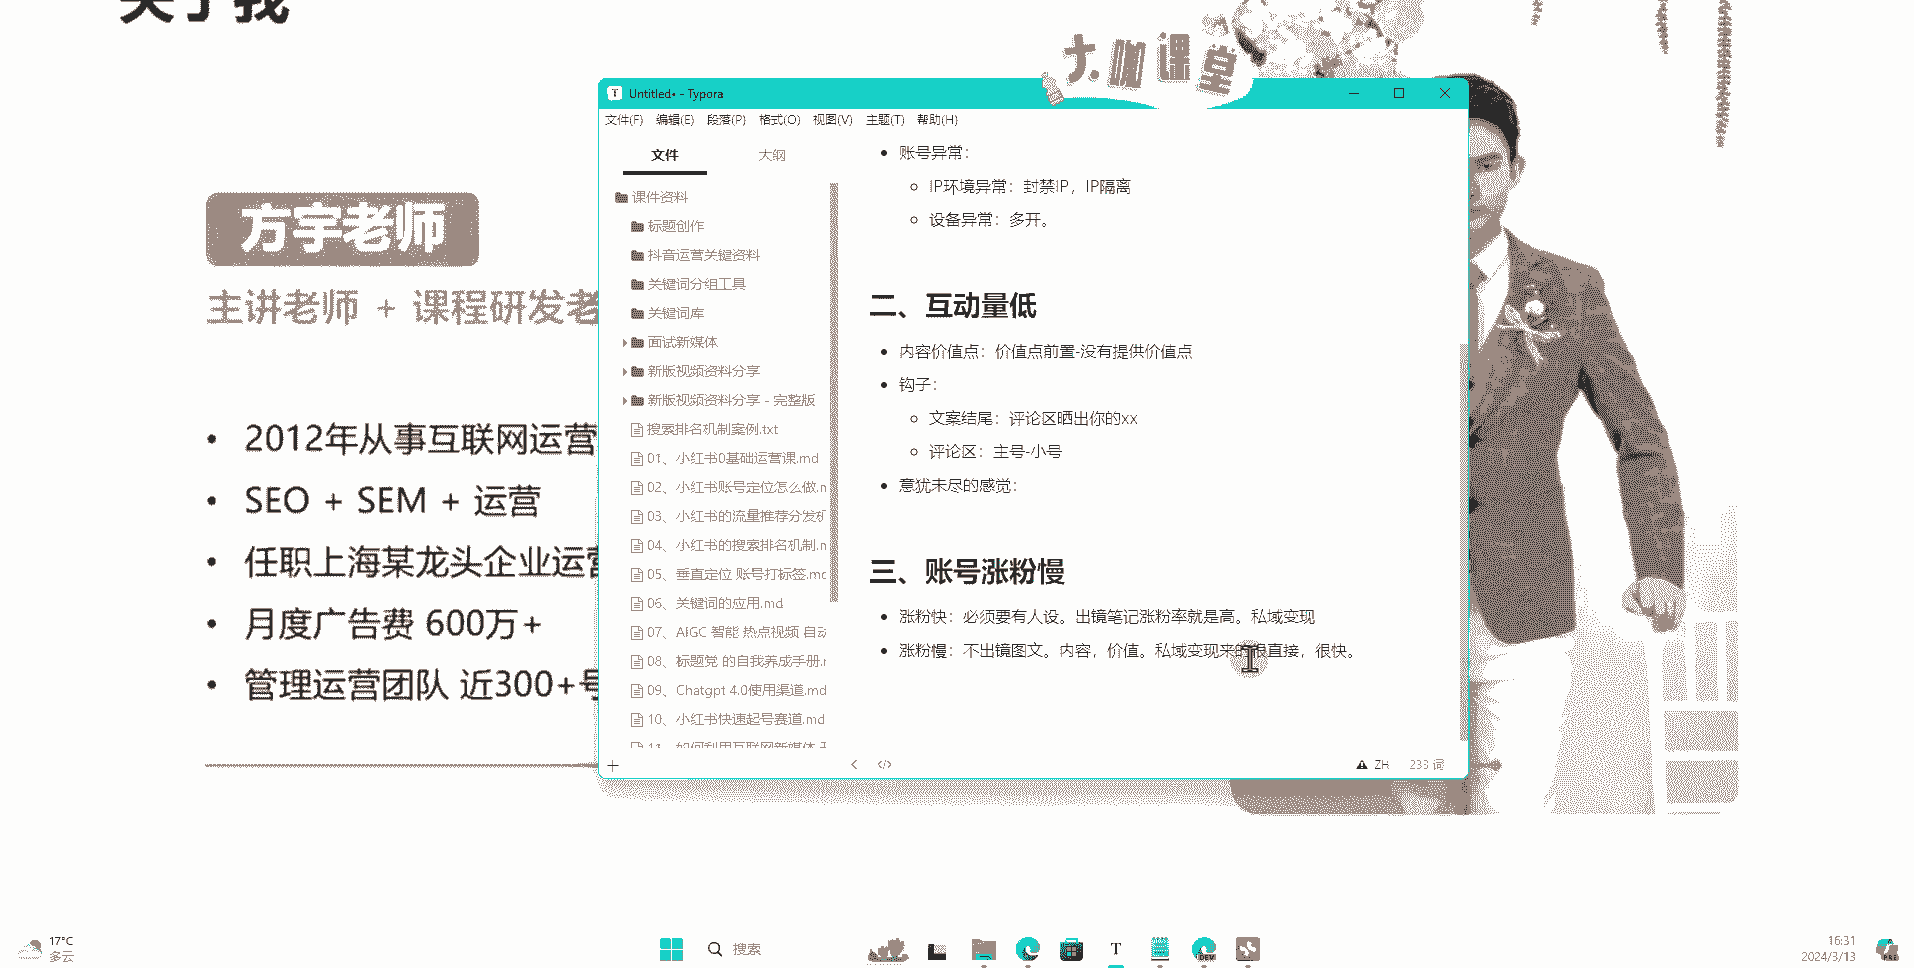 关于我
大咖课堂
方宇老师
主讲老师 + 课程研发老
• 2012年从事互联网运营
• SEO + SEM + 运营
• 任职上海某龙头企业运营
• 月度广告费 600万+
• 管理运营团队 近300+号
Untitled• - Typora
文件(F) 编辑(E) 段落(P) 格式(O) 视图(V) 主题(T) 帮助(H)
文件 大纲
课件资料
标题创作
抖音运营关键资料
关键词分组工具
关键词库
面试新媒体
新版视频资料分享
新版视频资料分享 - 完整版
搜索排名机制案例.txt
01、小红书0基础运营课.md
02、小红书账号定位怎么做.m
03、小红书的流量推荐分发机
04、小红书的搜索排名机制.m
05、垂直定位 账号打标签.md
06、关键词的应用.md
07、AIGC 智能 热点视频 自动
08、标题党 的自我养成手册.m
09、Chatgpt 4.0使用渠道.md
10、小红书快速起号赛道.md
11、如何利用互联网新媒体
• 账号异常：
◦ IP环境异常：封禁IP，IP隔离
◦ 设备异常：多开。
二、互动量低
• 内容价值点：价值点前置-没有提供价值点
• 钩子：
◦ 文案结尾：评论区晒出你的xx
◦ 评论区：主号-小号
• 意犹未尽的感觉：
三、账号涨粉慢
• 涨粉快：必须要有人设。出镜笔记涨粉率就是高。私域变现
• 涨粉慢：不出镜图文。内容，价值。私域变现来的很直接，很快。
ZH 233 词
17°C
多云
搜索
T
DEV
16:31
2024/3/13
PRE